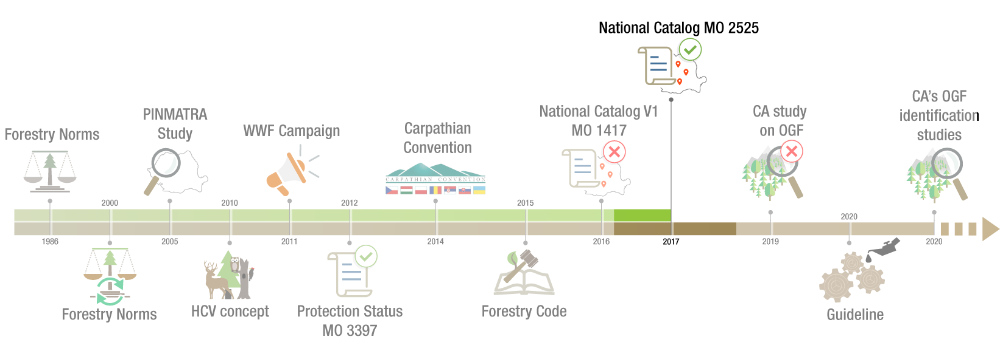 National Catalog MO 2525
Forestry Norms
PINMATRA
Study
WWF Campaign
Carpathian
Convention
CARPATHIAN CONVENTION
National Catalog V1
MO 1417
CA study
on OGF
CA's OGF
identification
studies
2000
2010
2012
2015
2020
1986
2005
2011
2014
2016
2017
2019
2020
Forestry Norms
HCV concept
Protection Status
MO 3397
Forestry Code
Guideline